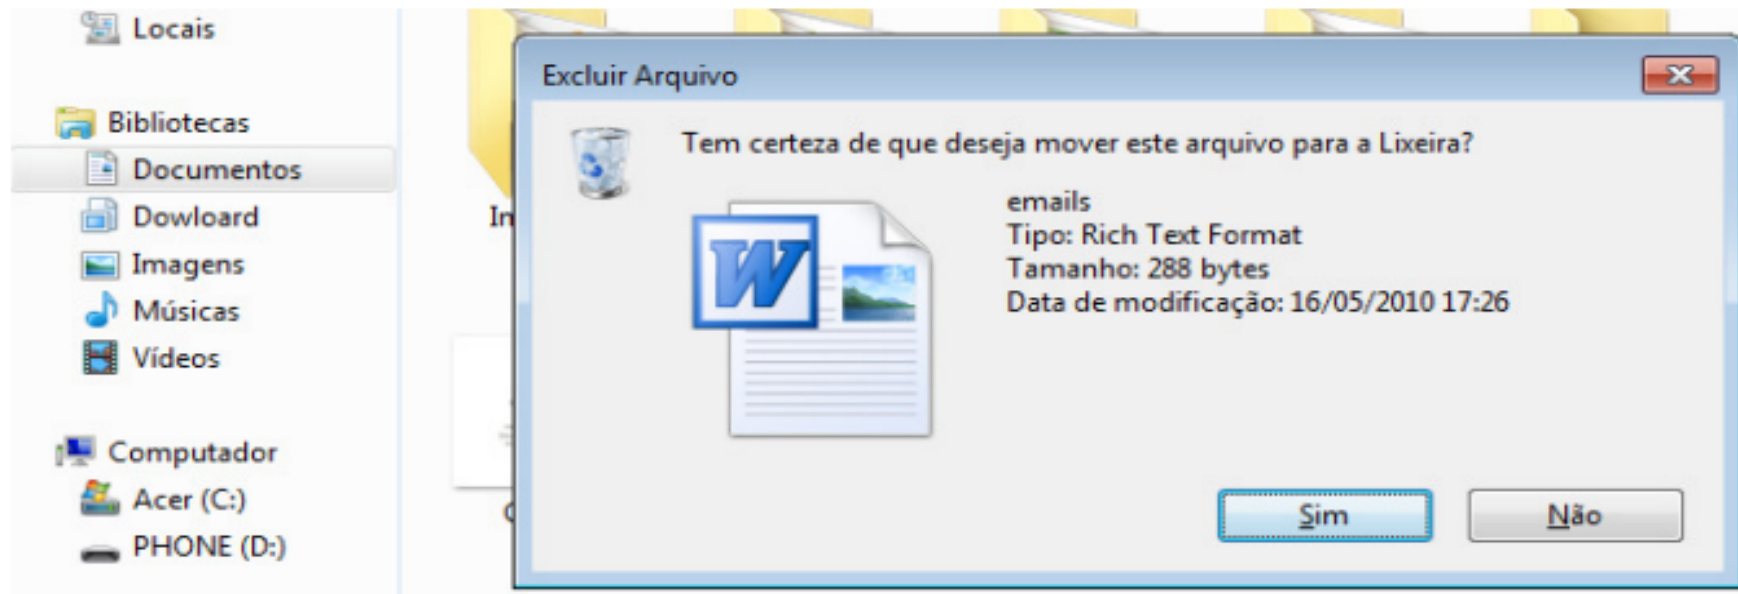 Locais
Bibliotecas
Documentos
Dowloard
Imagens
Músicas
Vídeos
Computador
Acer (C:)
PHONE (D:)
Excluir Arquivo
Tem certeza de que deseja mover este arquivo para a Lixeira?
W
emails
Tipo: Rich Text Format
Tamanho: 288 bytes
Data de modificação: 16/05/2010 17:26
Sim
Não